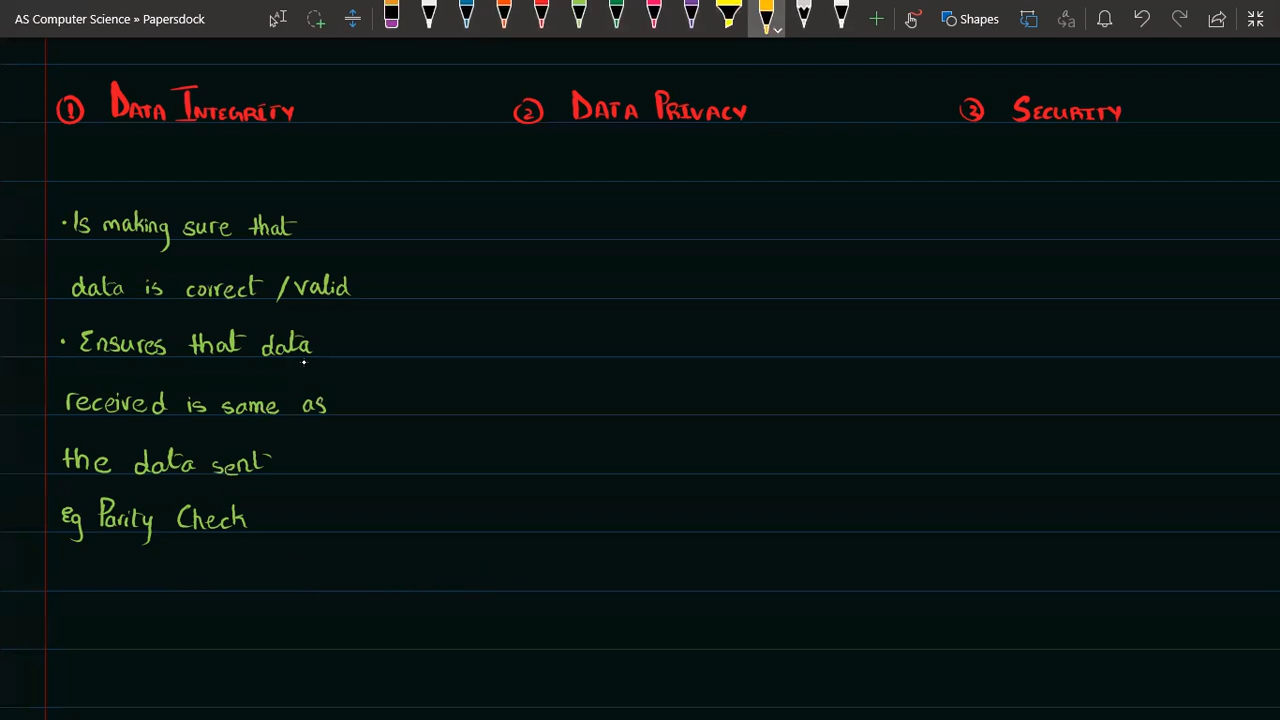 AS Computer Science » Papersdock
Shapes
① DATA INTEGRITY ② DATA PRIVACY ③ SECURITY
• Is making sure that
data is correct / valid
• Ensures that data
received is same as
the data sent
eg Parity Check